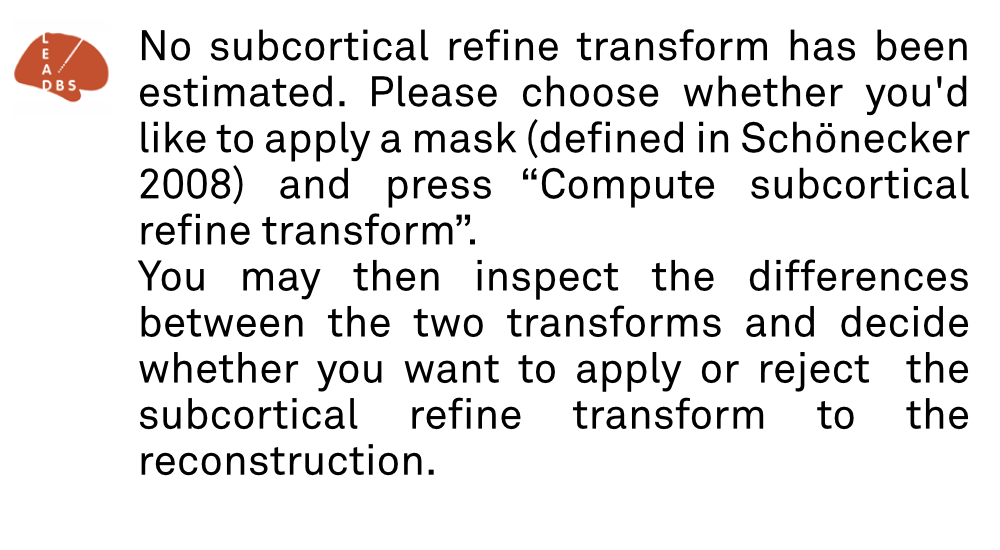 LEA
DBS
No subcortical refine transform has been
estimated. Please choose whether you'd
like to apply a mask (defined in Schönecker
2008) and press “Compute subcortical
refine transform”.
You may then inspect the differences
between the two transforms and decide
whether you want to apply or reject the
subcortical refine transform to the
reconstruction.